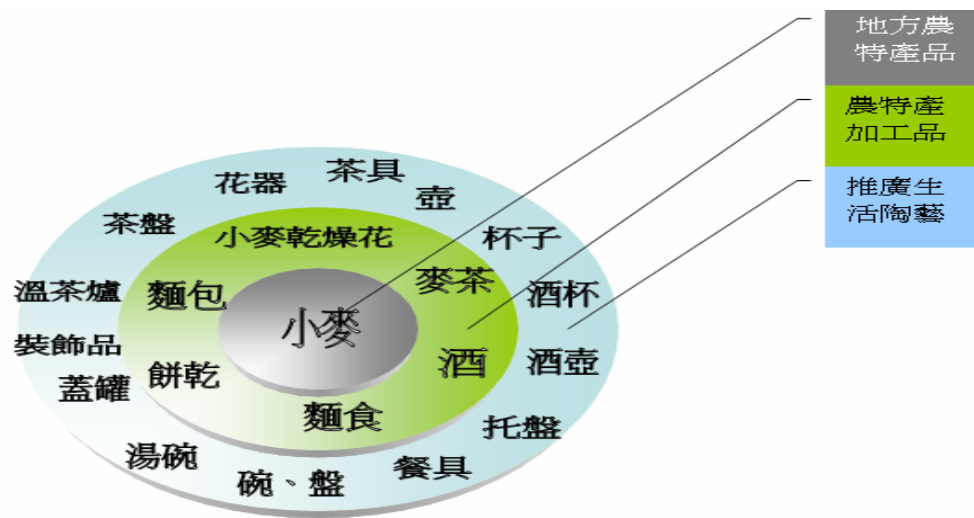 地方農
特產品
農特產
加工品
推廣生
活陶藝
花器
茶具
壺
茶盤
杯子
小麥乾燥花
溫茶爐
麵包
麥茶
酒杯
小麥
裝飾品
餅乾
酒
酒壺
蓋罐
麵食
托盤
湯碗
碗、盤
餐具